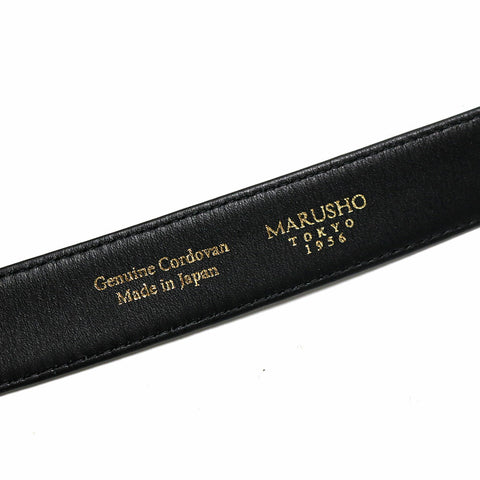 Genuine Cordovan
Made in Japan
MARUSHO
TOKYO
1956